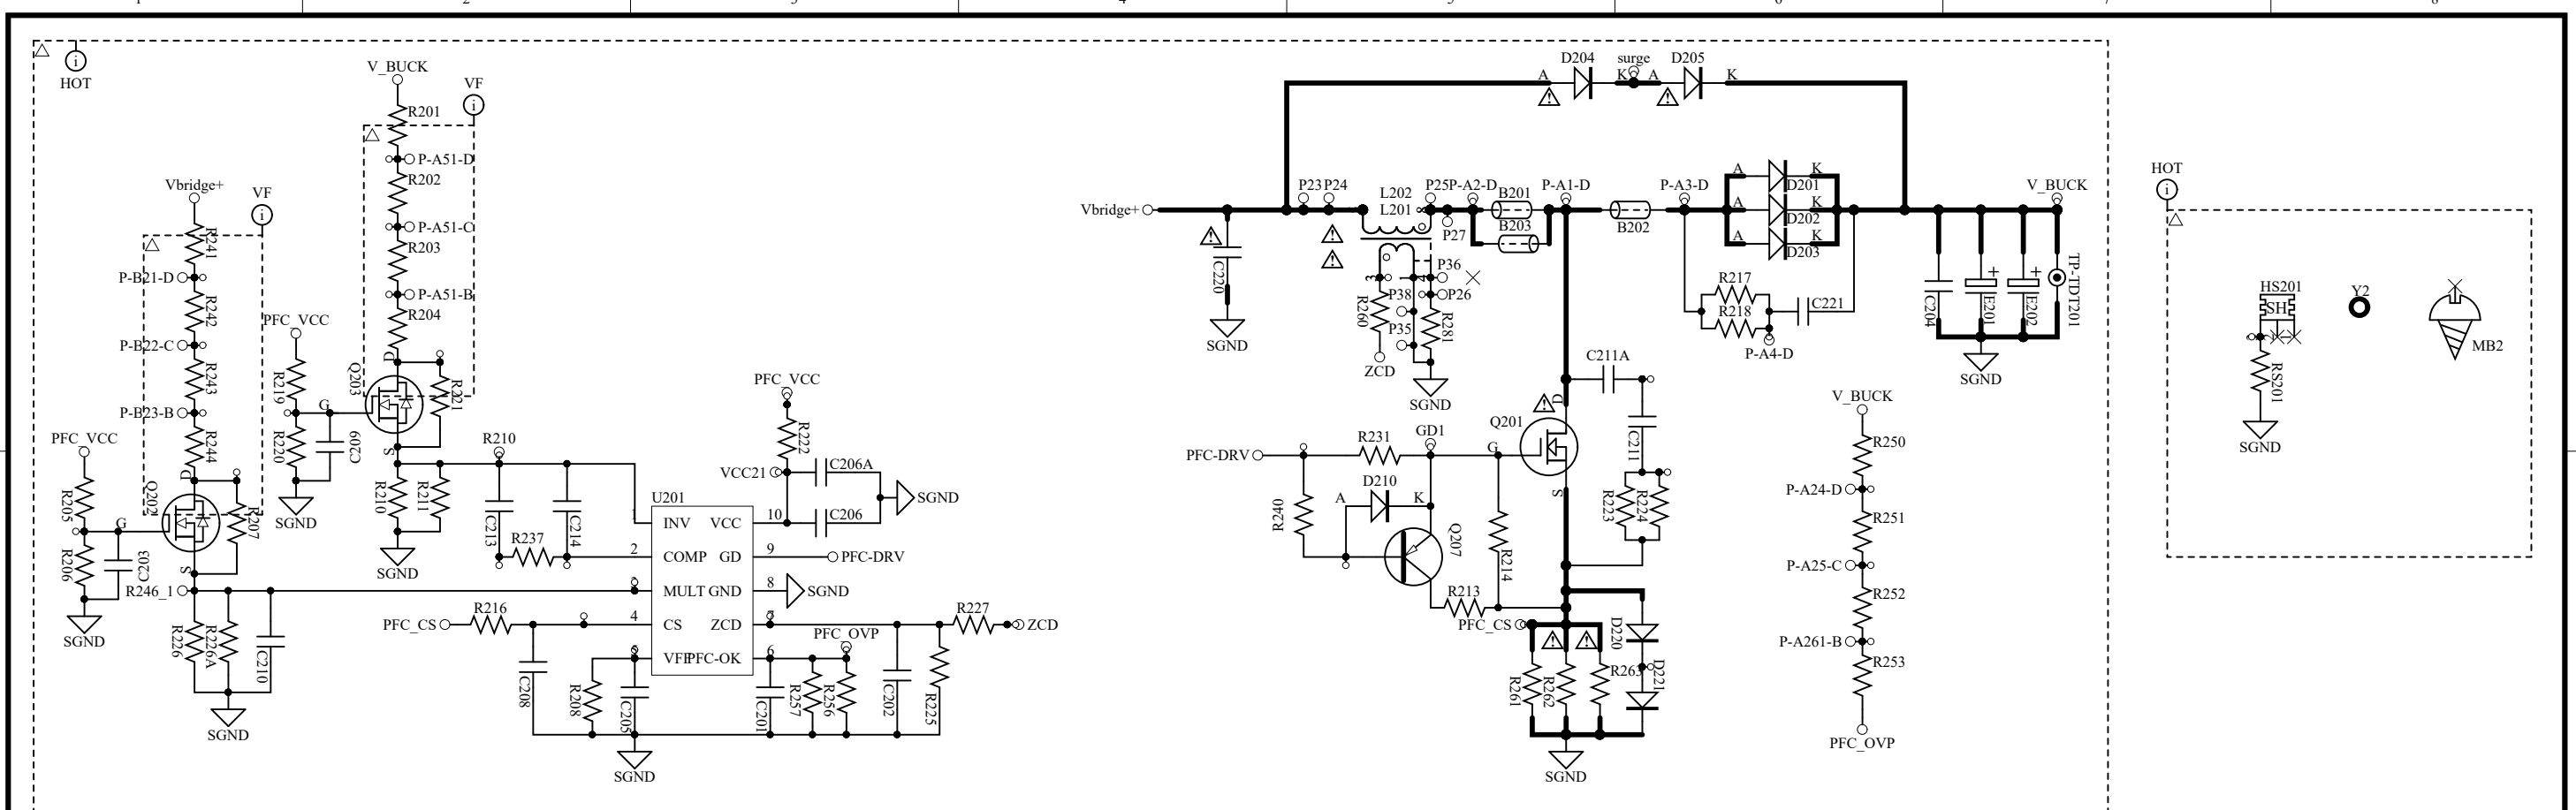 HOT
V_BUCK
VF
R201
P-A51-D
R202
P-A51-C
R203
P-A51-B
R204
D
Q203
R221
G
S
Vbridge+
VF
R241
P-B21-D
R242
P-B22-C
R243
P-B23-B
R244
D
Q202
R207
G
S
PFC_VCC
R219
R220
C209
SGND
PFC_VCC
R205
R206
C203
SGND
R246_1
R226
R226A
C210
SGND
R210
R211
SGND
R210
C213
R237
C214
U201
1 INV VCC 10
2 COMP GD 9
MULT GND 8
4 CS ZCD
VFF PFC-OK 6
PFC_VCC
R222
VCC21
C206A
C206
SGND
PFC-DRV
SGND
PFC_CS
R216
C208
R208
C205
SGND
PFC_OVP
C201
R257
R256
C202
R225
R227
ZCD
Vbridge+
C220
SGND
P23
P24
L202
L201
P25
P27
P-A2-D
B201
B203
P-A1-D
B202
P-A3-D
A D204 K
surge
A D205 K
A D201 K
A D202 K
A D203 K
R217
R218
C221
P-A4-D
V_BUCK
C204
E201
E202
TP-TDT201
SGND
P36
P38
P26
P35
R260
R281
ZCD
SGND
C211A
C211
R223
R224
Q201
D
G
S
PFC-DRV
R231
GD1
R240
A D210 K
Q207
R214
R213
PFC_CS
R261
R262
R263
D220
D221
SGND
V_BUCK
R250
P-A24-D
R251
P-A25-C
R252
P-A261-B
R253
PFC_OVP
HOT
HS201
SH
RS201
SGND
Y2
MB2